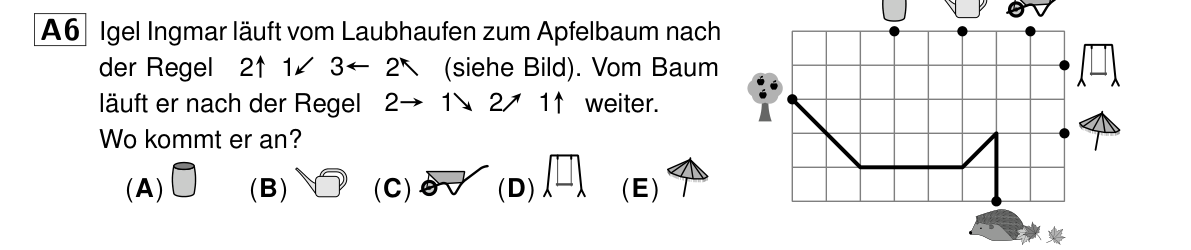 A6 Igel Ingmar läuft vom Laubhaufen zum Apfelbaum nach
der Regel 2↑ 1↙ 3← 2↖ (siehe Bild). Vom Baum
läuft er nach der Regel 2→ 1↘ 2↗ 1↑ weiter.
Wo kommt er an?
(A) (B) (C) (D) (E)